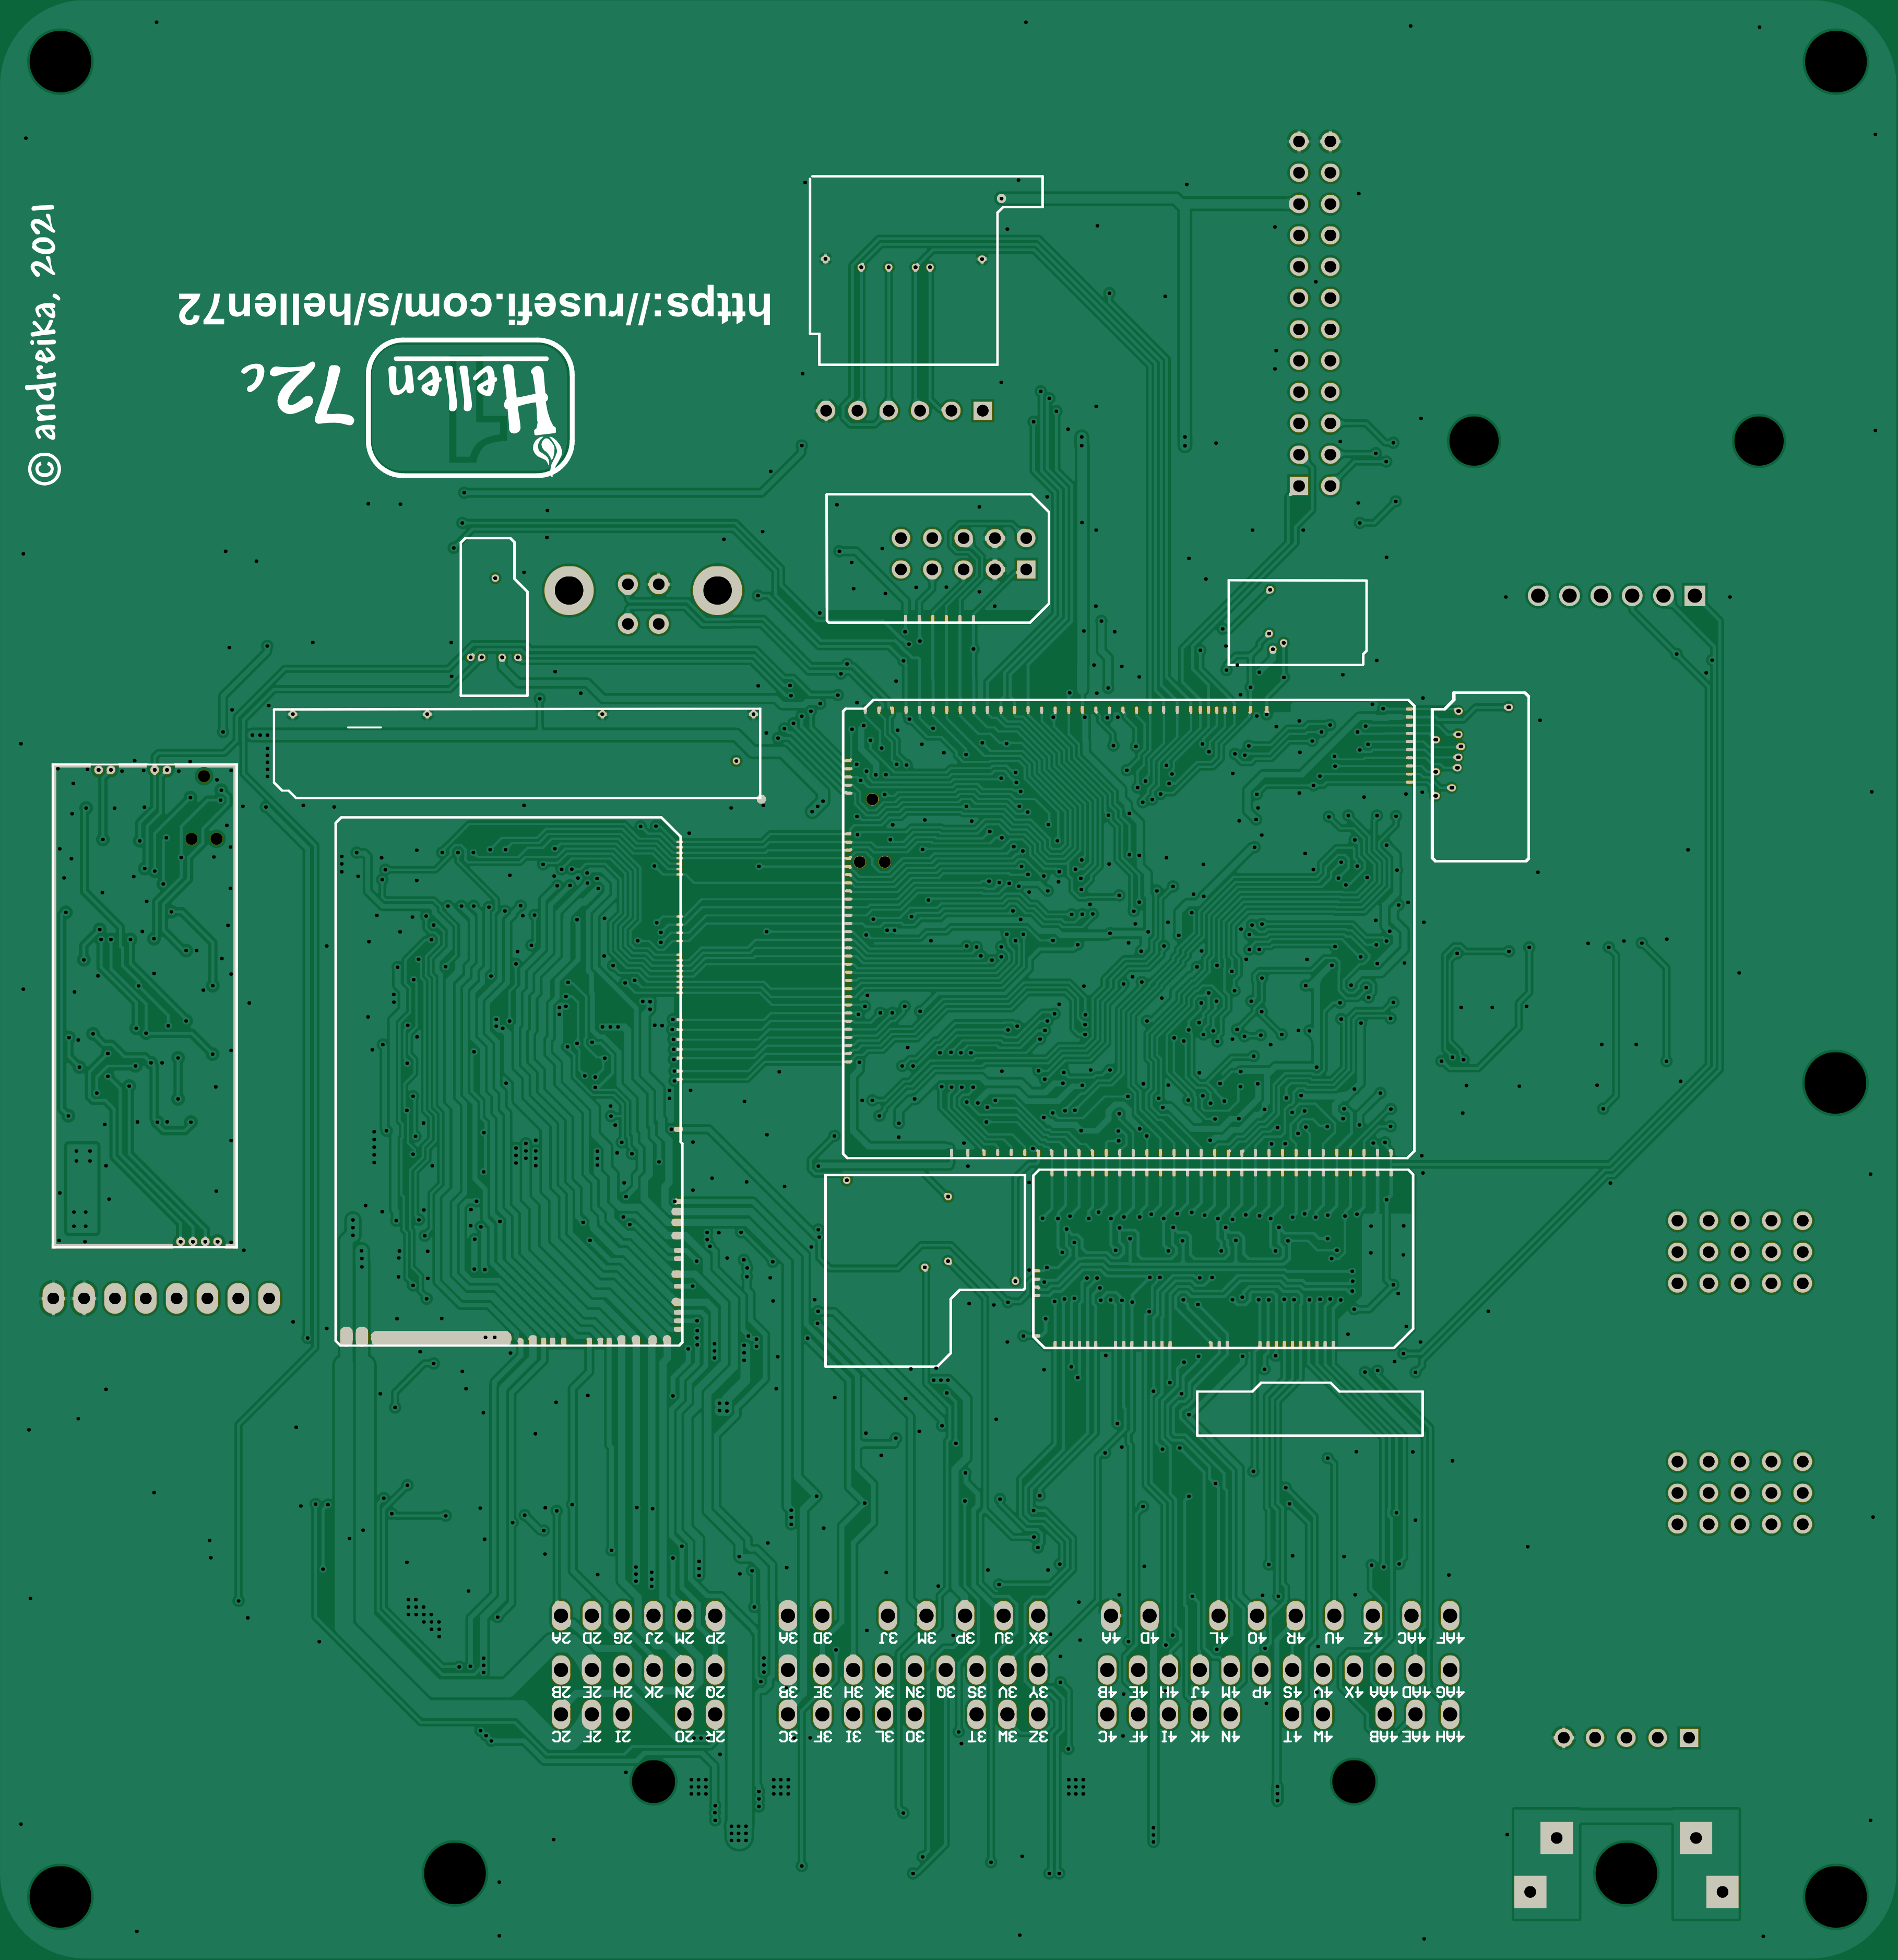 © andreika, 2021
https://rusefi.com/s/hellen72
Hellen 72c
2A 2D 2G 2J 2M 2P 3A 3D 3J 3M 3P 3U 3X 4A 4D 4L 4O 4R 4U 4Z 4AC 4AF
2B 2E 2H 2K 2N 2Q 3B 3E 3H 3K 3N 3Q 3S 3V 3Y 4B 4E 4H 4J 4M 4P 4S 4V 4X 4AA 4AD 4AG
2C 2F 2I 2O 2R 3C 3F 3I 3L 3O 3T 3W 3Z 4C 4F 4I 4K 4N 4T 4W 4AB 4AE 4AH